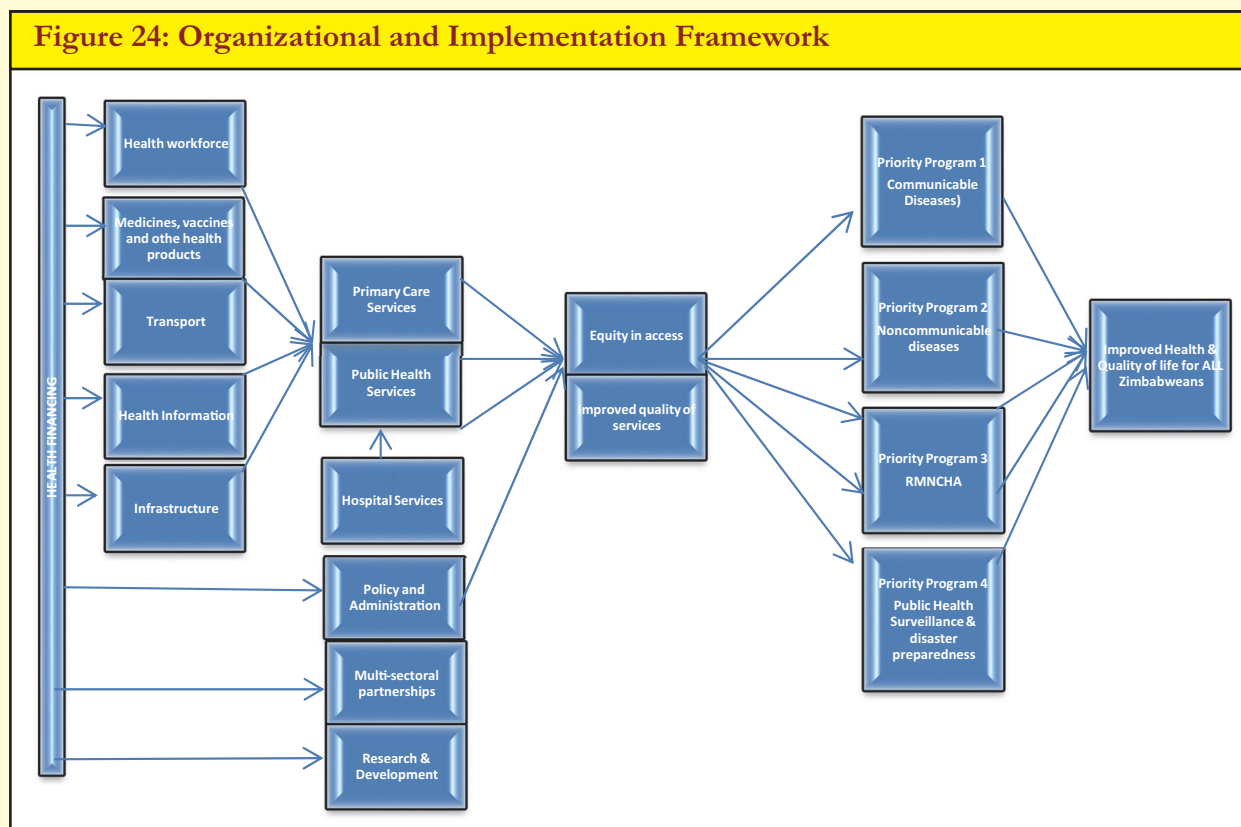 Figure 24: Organizational and Implementation Framework
HEALTH FINANCING
Health workforce
Medicines, vaccines
and othe health
products
Transport
Health Information
Infrastructure
Primary Care
Services
Public Health
Services
Hospital Services
Policy and
Administration
Multi-sectoral
partnerships
Research &
Development
Equity in access
Improved quality of
services
Priority Program 1
Communicable
Diseases)
Priority Program 2
Noncommunicable
diseases
Priority Program 3
RMNCHA
Priority Program 4
Public Health
Surveillance &
disaster
preparedness
Improved Health &
Quality of life for ALL
Zimbabweans